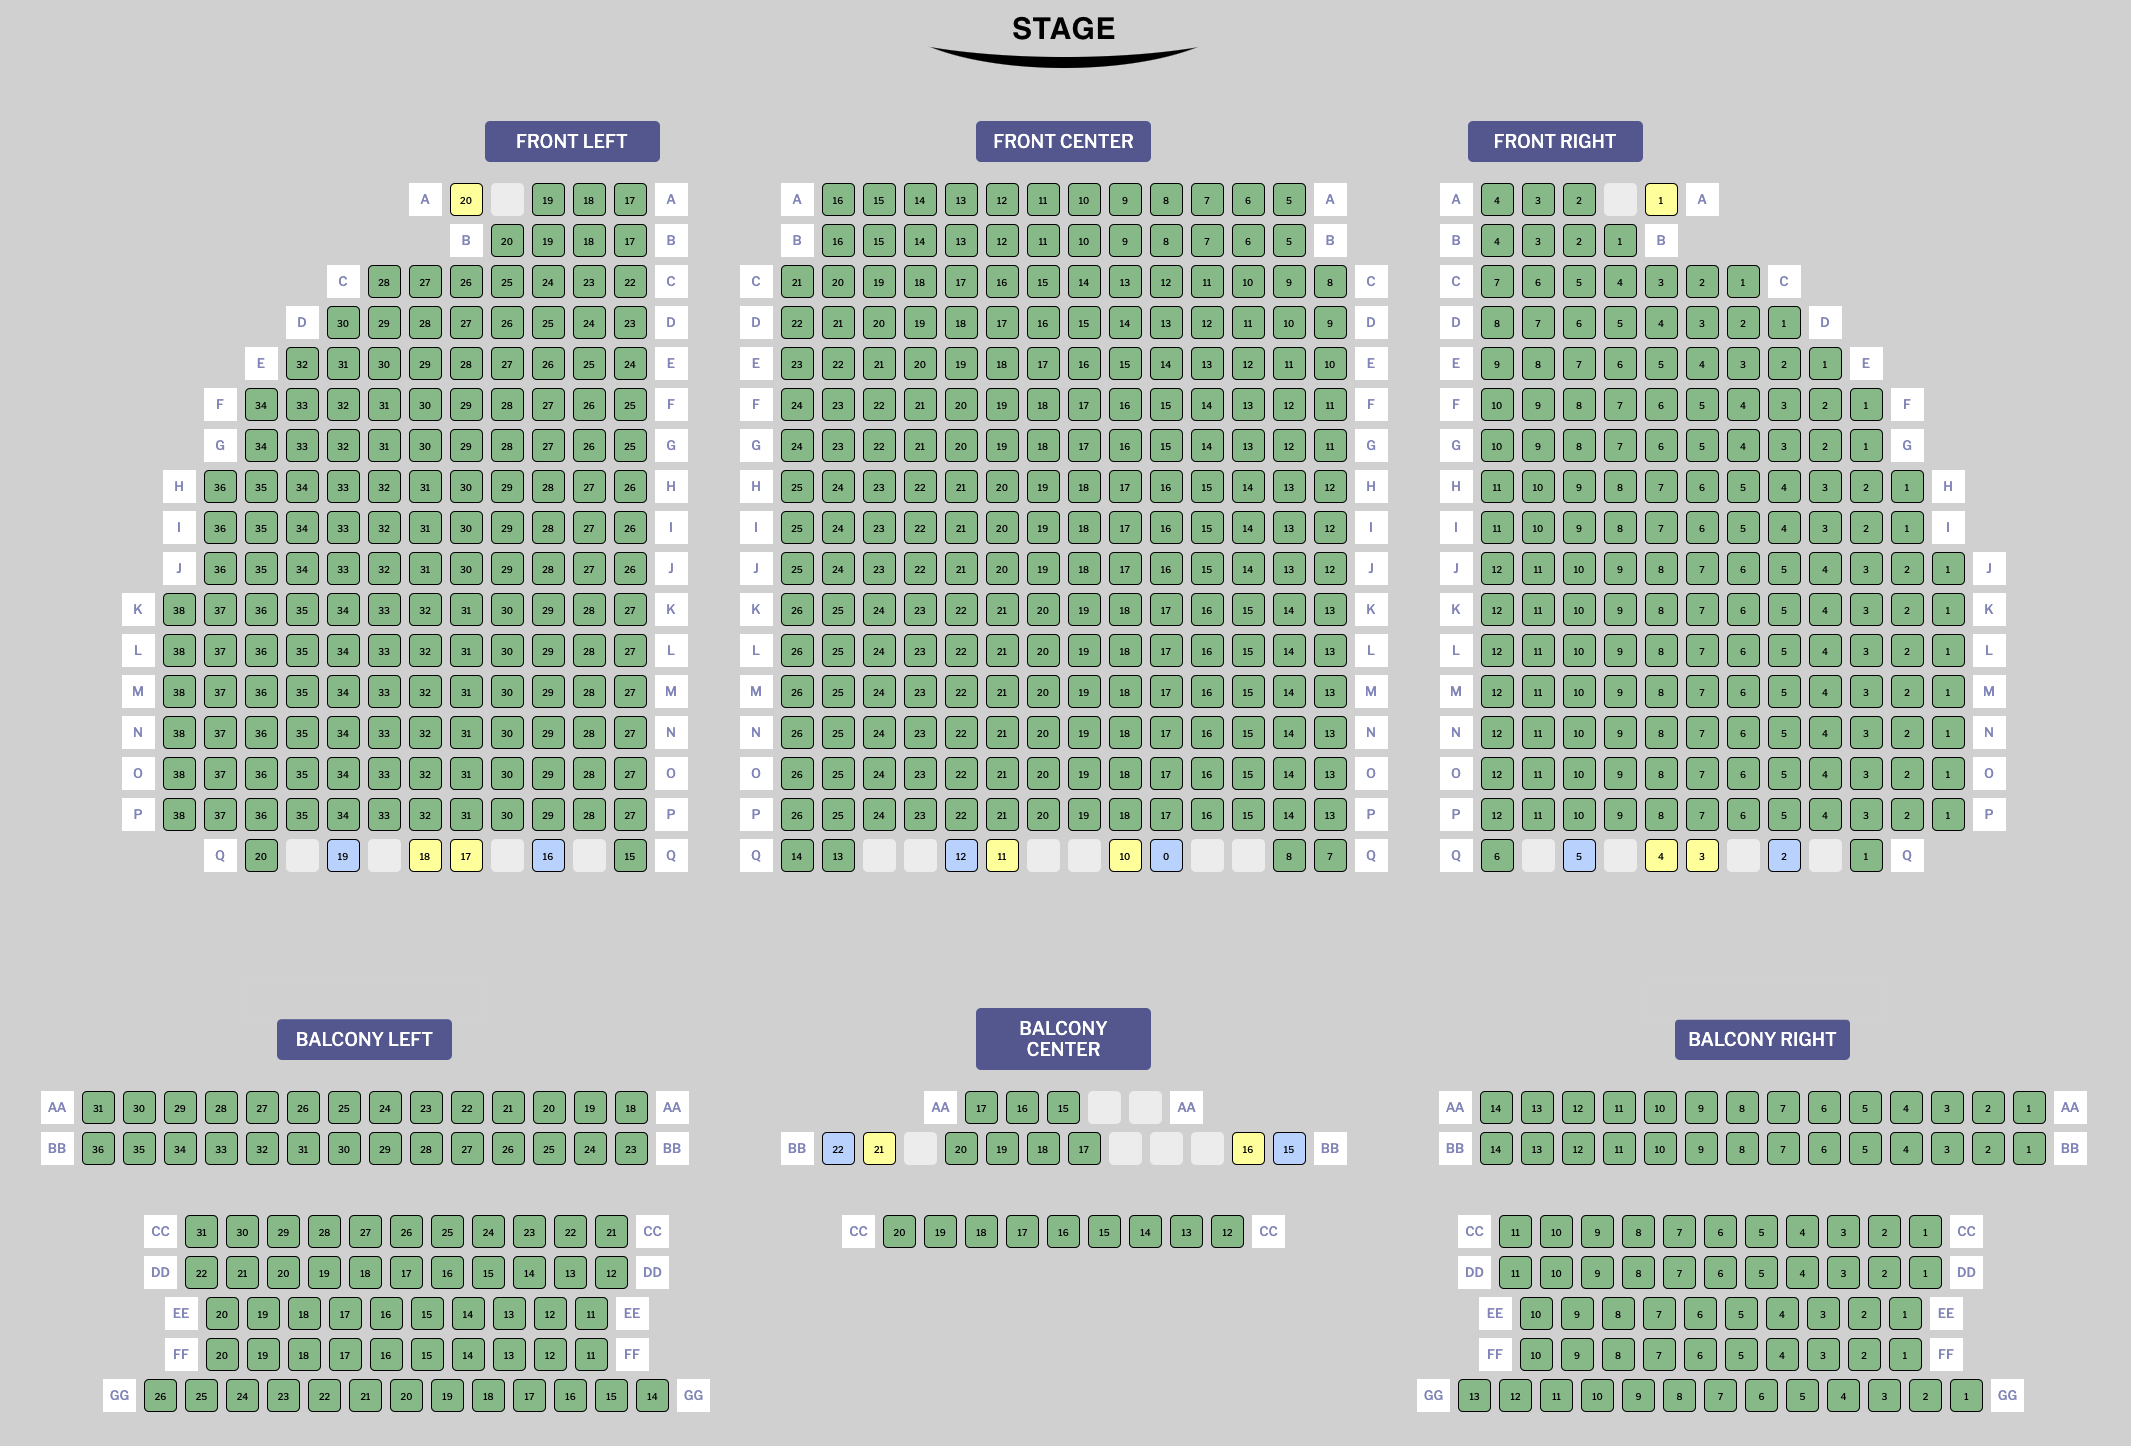 STAGE
FRONT LEFT
FRONT CENTER
FRONT RIGHT
A 20 19 18 17 A
A 16 15 14 13 12 11 10 9 8 7 6 5 A
A 4 3 2 1 A
B 20 19 18 17 B
B 16 15 14 13 12 11 10 9 8 7 6 5 B
B 4 3 2 1 B
C 28 27 26 25 24 23 22 C
C 21 20 19 18 17 16 15 14 13 12 11 10 9 8 C
C 7 6 5 4 3 2 1 C
D 30 29 28 27 26 25 24 23 D
D 22 21 20 19 18 17 16 15 14 13 12 11 10 9 D
D 8 7 6 5 4 3 2 1 D
E 32 31 30 29 28 27 26 25 24 E
E 23 22 21 20 19 18 17 16 15 14 13 12 11 10 E
E 9 8 7 6 5 4 3 2 1 E
F 34 33 32 31 30 29 28 27 26 25 F
F 24 23 22 21 20 19 18 17 16 15 14 13 12 11 F
F 10 9 8 7 6 5 4 3 2 1 F
G 34 33 32 31 30 29 28 27 26 25 G
G 24 23 22 21 20 19 18 17 16 15 14 13 12 11 G
G 10 9 8 7 6 5 4 3 2 1 G
H 36 35 34 33 32 31 30 29 28 27 26 H
H 25 24 23 22 21 20 19 18 17 16 15 14 13 12 H
H 11 10 9 8 7 6 5 4 3 2 1 H
I 36 35 34 33 32 31 30 29 28 27 26 I
I 25 24 23 22 21 20 19 18 17 16 15 14 13 12 I
I 11 10 9 8 7 6 5 4 3 2 1 I
J 36 35 34 33 32 31 30 29 28 27 26 J
J 25 24 23 22 21 20 19 18 17 16 15 14 13 12 J
J 12 11 10 9 8 7 6 5 4 3 2 1 J
K 38 37 36 35 34 33 32 31 30 29 28 27 K
K 26 25 24 23 22 21 20 19 18 17 16 15 14 13 K
K 12 11 10 9 8 7 6 5 4 3 2 1 K
L 38 37 36 35 34 33 32 31 30 29 28 27 L
L 26 25 24 23 22 21 20 19 18 17 16 15 14 13 L
L 12 11 10 9 8 7 6 5 4 3 2 1 L
M 38 37 36 35 34 33 32 31 30 29 28 27 M
M 26 25 24 23 22 21 20 19 18 17 16 15 14 13 M
M 12 11 10 9 8 7 6 5 4 3 2 1 M
N 38 37 36 35 34 33 32 31 30 29 28 27 N
N 26 25 24 23 22 21 20 19 18 17 16 15 14 13 N
N 12 11 10 9 8 7 6 5 4 3 2 1 N
O 38 37 36 35 34 33 32 31 30 29 28 27 O
O 26 25 24 23 22 21 20 19 18 17 16 15 14 13 O
O 12 11 10 9 8 7 6 5 4 3 2 1 O
P 38 37 36 35 34 33 32 31 30 29 28 27 P
P 26 25 24 23 22 21 20 19 18 17 16 15 14 13 P
P 12 11 10 9 8 7 6 5 4 3 2 1 P
Q 20 19 18 17 16 15 Q
Q 14 13 12 11 10 0 8 7 Q
Q 6 5 4 3 2 1 Q
BALCONY LEFT
BALCONY
CENTER
BALCONY RIGHT
AA 31 30 29 28 27 26 25 24 23 22 21 20 19 18 AA
AA 17 16 15 AA
AA 14 13 12 11 10 9 8 7 6 5 4 3 2 1 AA
BB 36 35 34 33 32 31 30 29 28 27 26 25 24 23 BB
BB 22 21 20 19 18 17 16 15 BB
BB 14 13 12 11 10 9 8 7 6 5 4 3 2 1 BB
CC 31 30 29 28 27 26 25 24 23 22 21 CC
CC 20 19 18 17 16 15 14 13 12 CC
CC 11 10 9 8 7 6 5 4 3 2 1 CC
DD 22 21 20 19 18 17 16 15 14 13 12 DD
DD 11 10 9 8 7 6 5 4 3 2 1 DD
EE 20 19 18 17 16 15 14 13 12 11 EE
EE 10 9 8 7 6 5 4 3 2 1 EE
FF 20 19 18 17 16 15 14 13 12 11 FF
FF 10 9 8 7 6 5 4 3 2 1 FF
GG 26 25 24 23 22 21 20 19 18 17 16 15 14 GG
GG 13 12 11 10 9 8 7 6 5 4 3 2 1 GG